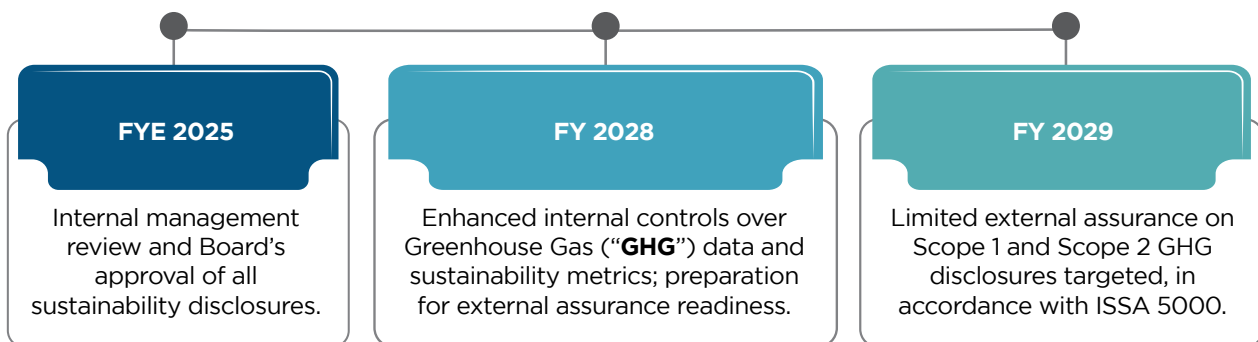 FYE 2025
Internal management
review and Board’s
approval of all
sustainability disclosures.
FY 2028
Enhanced internal controls over
Greenhouse Gas (“GHG”) data and
sustainability metrics; preparation
for external assurance readiness.
FY 2029
Limited external assurance on
Scope 1 and Scope 2 GHG
disclosures targeted, in
accordance with ISSA 5000.